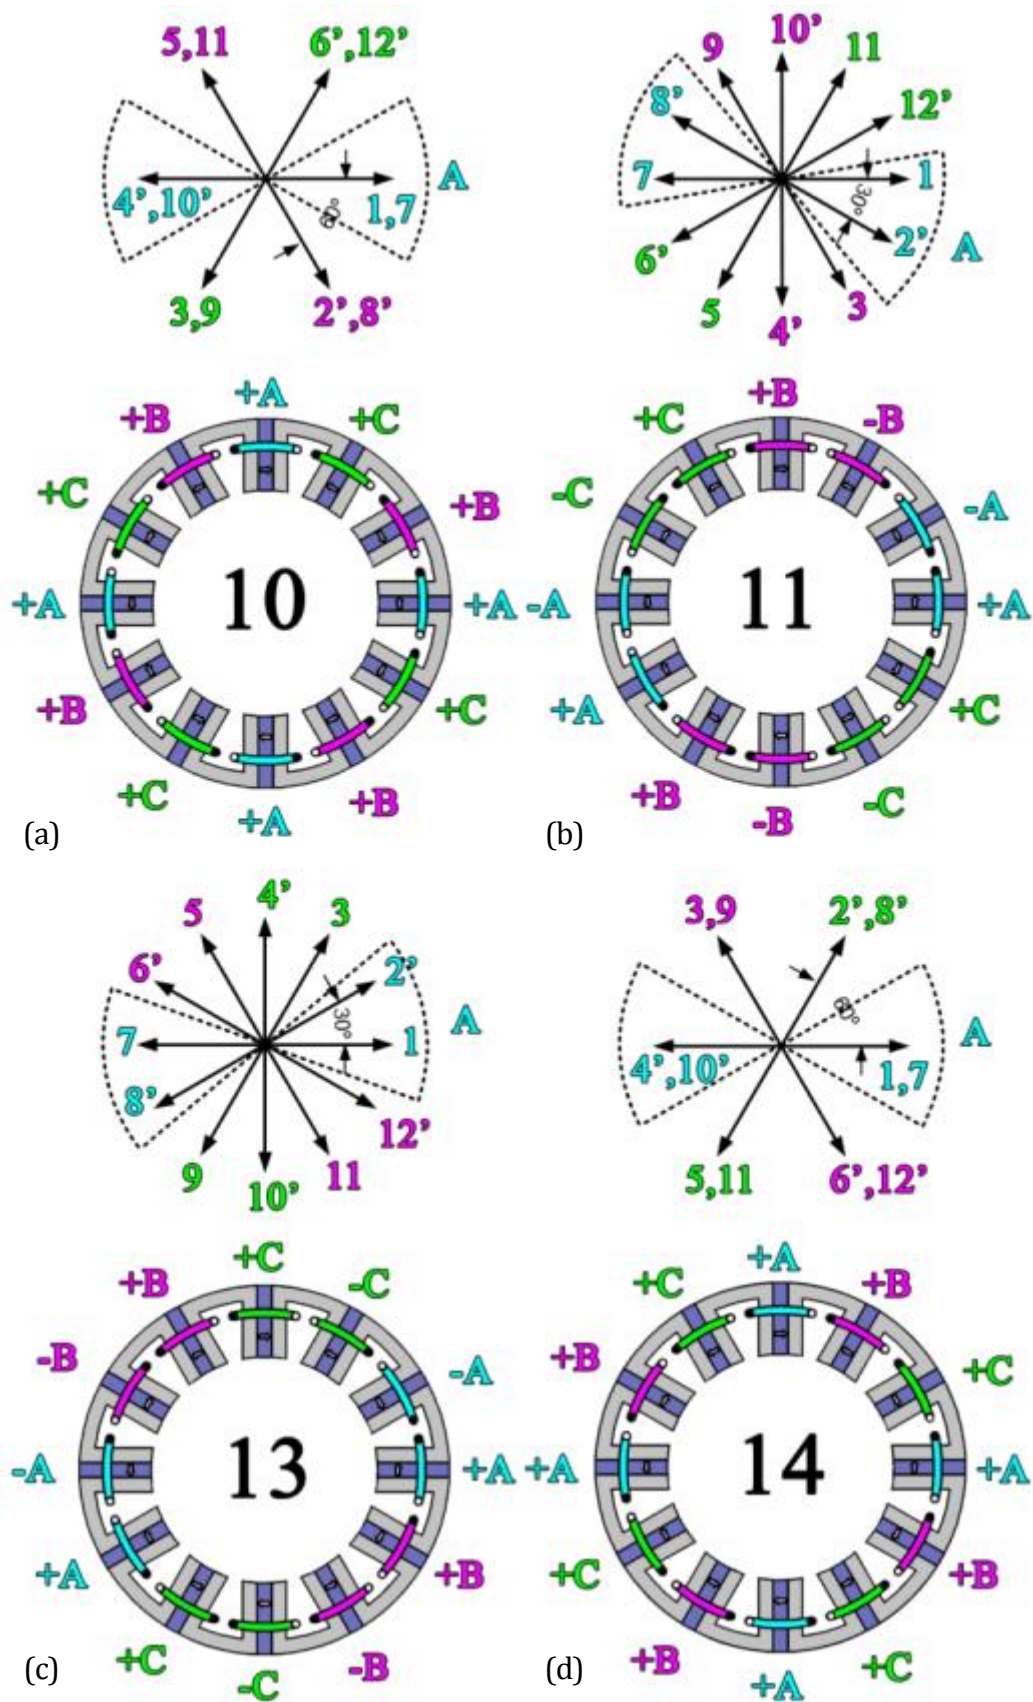 5,11 6’,12’
4’,10’ 60° 1,7 A
3,9 2’,8’
9 10’ 11
8’ 12’
7 30° 1
6’ 2’ A
5 4’ 3
+A
+B +C
+C +B
+A 10 +A
+B +C
+C +B
+A
(a)
+B
+C -B
-C -A
-A 11 +A
+A +C
+B -C
-B
(b)
5 4’ 3
6’ 2’
7 30° 1 A
8’ 12’
9 10’ 11
3,9 2’,8’
4’,10’ 60° 1,7 A
5,11 6’,12’
+C
+B -C
-B -A
-A 13 +A
+A +B
+C -B
-C
(c)
+A
+C +B
+B +C
+A 14 +A
+C +B
+B +C
+A
(d)